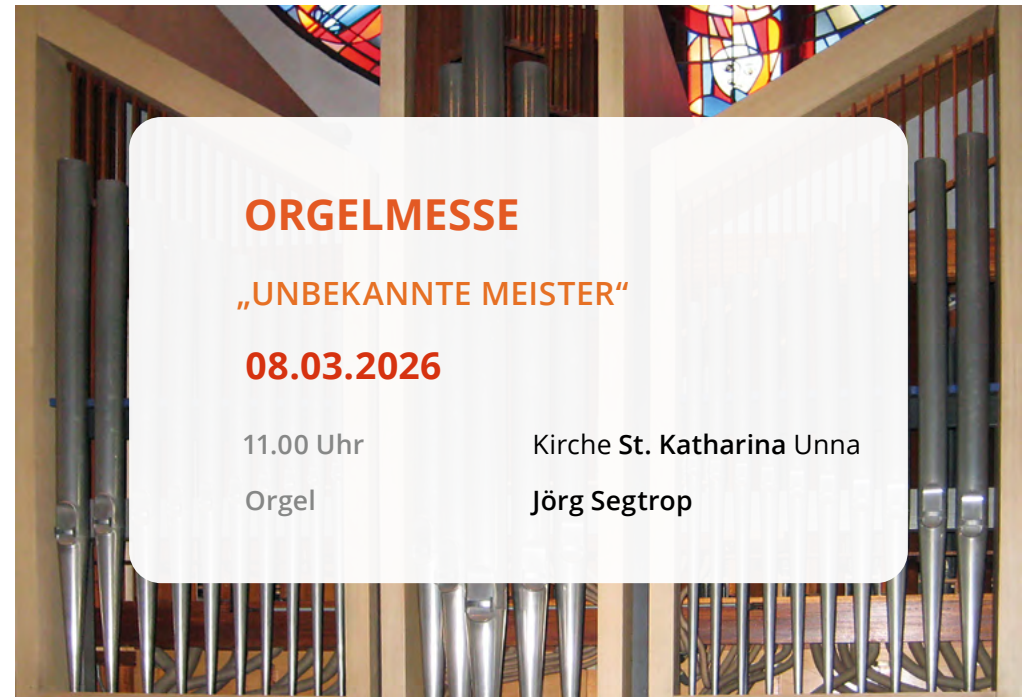 ORGELMESSE
„UNBEKANNTE MEISTER“
08.03.2026
11.00 Uhr Kirche St. Katharina Unna
Orgel Jörg Segtrop